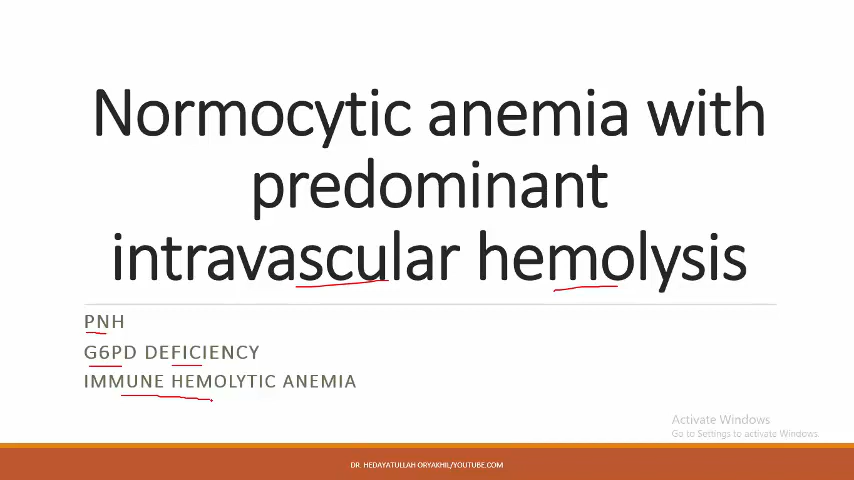 Normocytic anemia with
predominant
intravascular hemolysis
PNH
G6PD DEFICIENCY
IMMUNE HEMOLYTIC ANEMIA
Activate Windows
Go to Settings to activate Windows.
DR. HEDAYATULLAH ORYAKHIL/YOUTUBE.COM